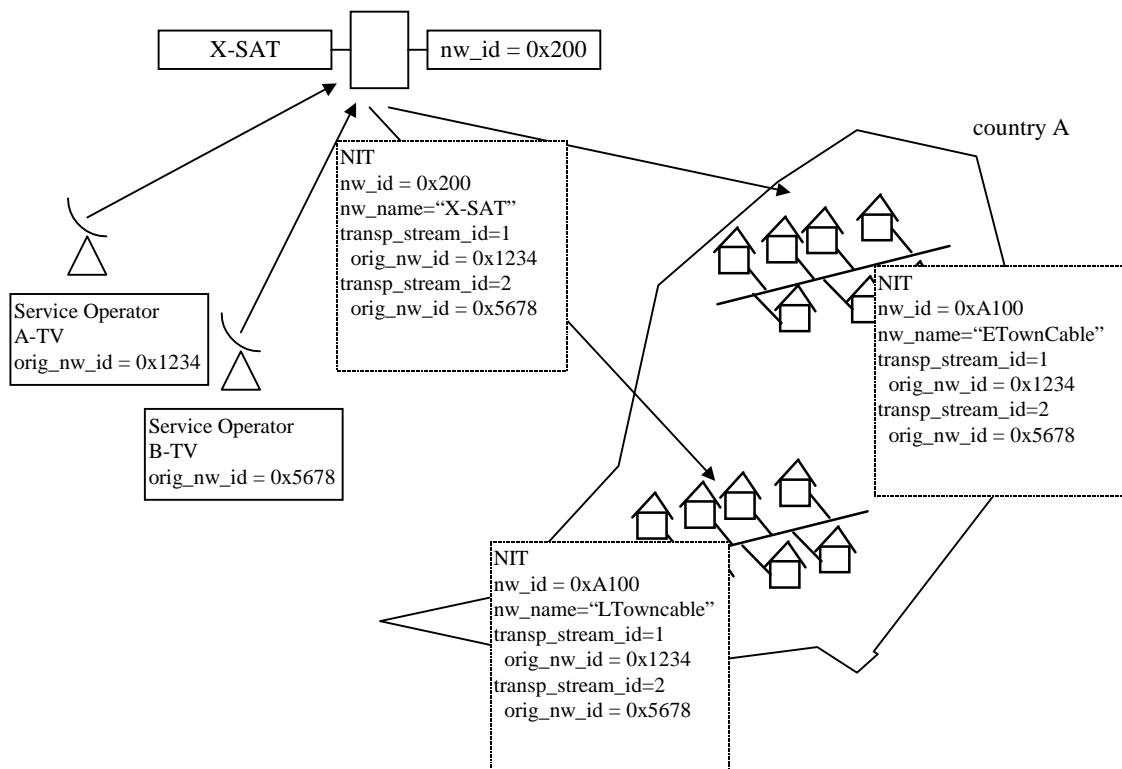 X-SAT
nw_id = 0x200
country A
NIT
nw_id = 0x200
nw_name=“X-SAT”
transp_stream_id=1
orig_nw_id = 0x1234
transp_stream_id=2
orig_nw_id = 0x5678
Service Operator
A-TV
orig_nw_id = 0x1234
Service Operator
B-TV
orig_nw_id = 0x5678
NIT
nw_id = 0xA100
nw_name=“ETownCable”
transp_stream_id=1
orig_nw_id = 0x1234
transp_stream_id=2
orig_nw_id = 0x5678
NIT
nw_id = 0xA100
nw_name=“LTowncable”
transp_stream_id=1
orig_nw_id = 0x1234
transp_stream_id=2
orig_nw_id = 0x5678